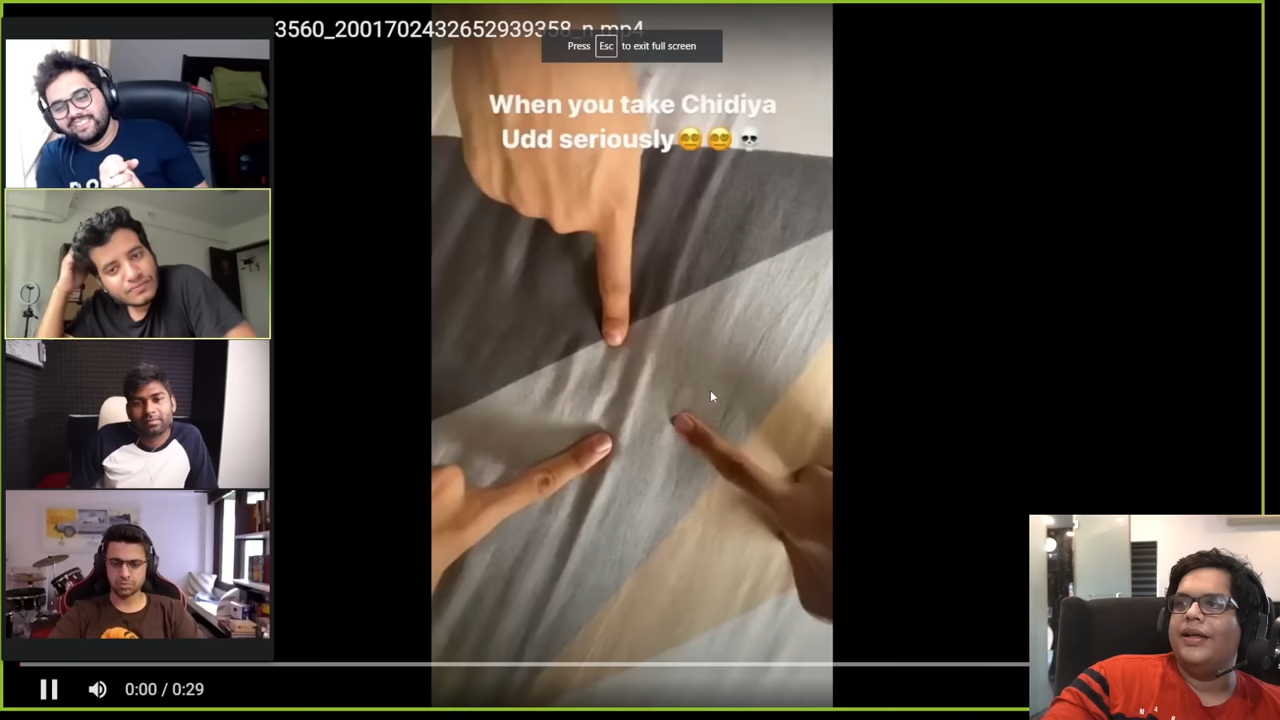 3560_2001702432652939358_n.mp4
Press Esc to exit full screen
When you take Chidiya
Udd seriously😵‍💫😵‍💫💀
0:00 / 0:29